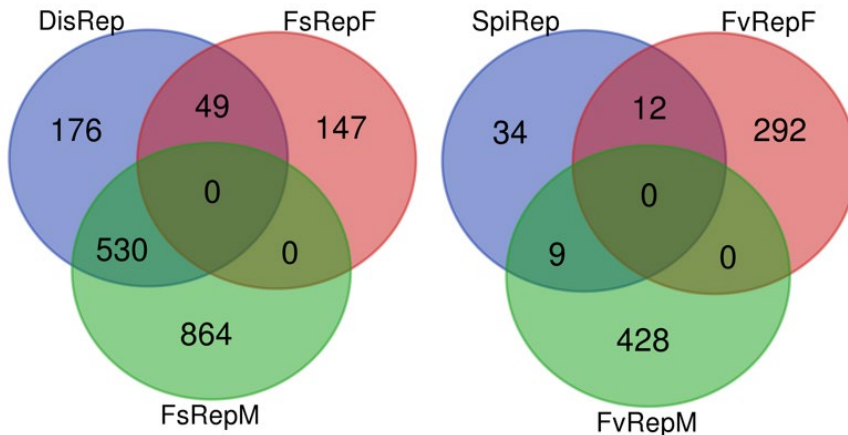 DisRep FsRepF
176 49 147
0
530 0
864
FsRepM
SpiRep FvRepF
34 12 292
0
9 0
428
FvRepM